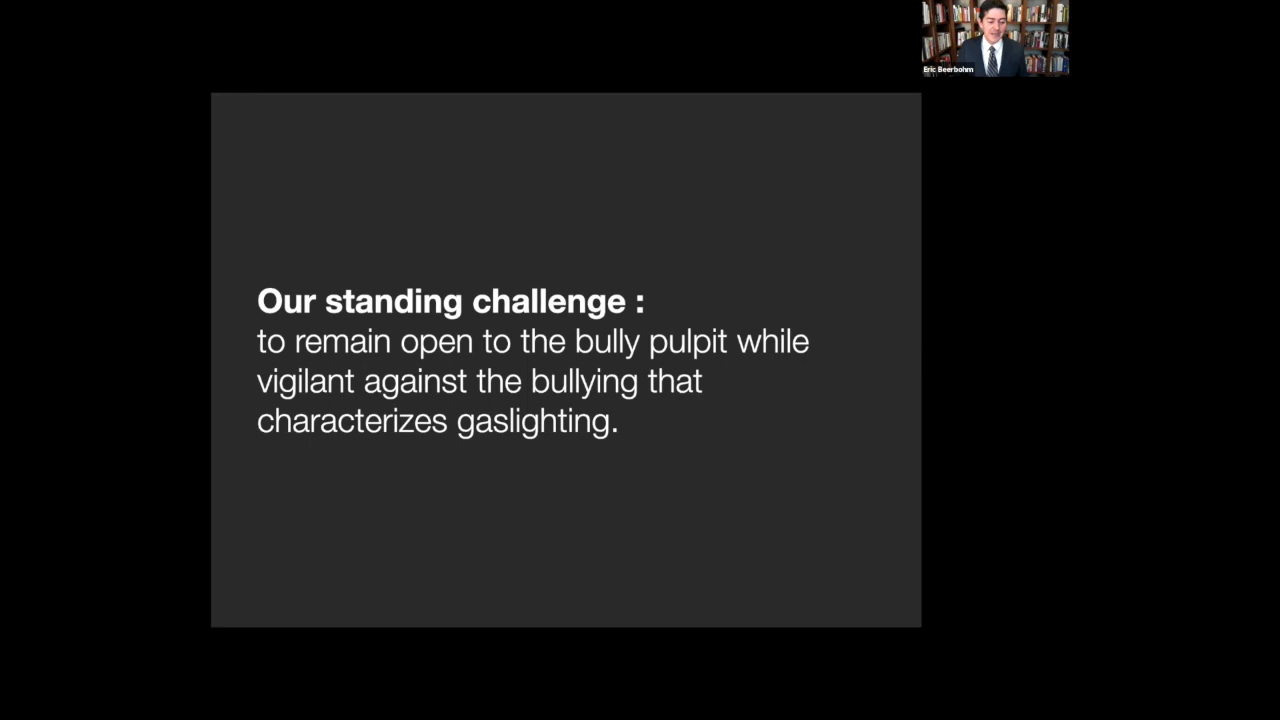 Eric Beerbohm
Our standing challenge :
to remain open to the bully pulpit while
vigilant against the bullying that
characterizes gaslighting.